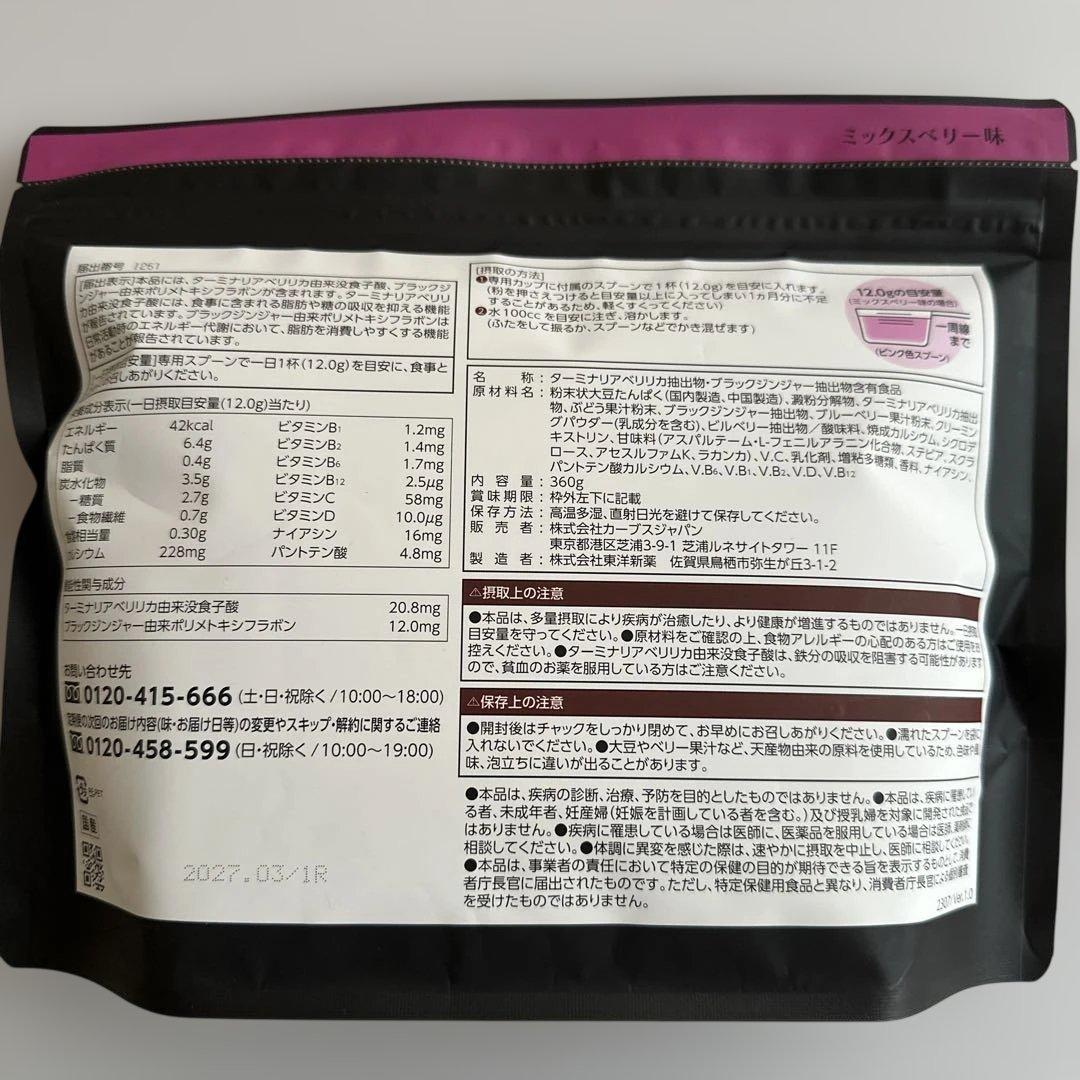 ミックスベリー味
届出番号
[届出表示]本品には、ターミナリアベリリカ由来没食子酸、ブラックジ
ンジャー由来ポリメトキシフラボンが含まれます。ターミナリアベリリ
カ由来没食子酸には、食事に含まれる脂肪や糖の吸収を抑える機能
が報告されています。ブラックジンジャー由来ポリメトキシフラボンは
日常活動時のエネルギー代謝において、脂肪を消費しやすくする機能
があることが報告されています。
安量]専用スプーンで一日1杯(12.0g)を目安に、食事と
召しあがりください。
成分表示(一日摂取目安量(12.0g)当たり)
エネルギー 42kcal ビタミンB1 1.2mg
たんぱく質 6.4g ビタミンB2 1.4mg
脂質 0.4g ビタミンB6 1.7mg
炭水化物 3.5g ビタミンB12 2.5μg
－糖質 2.7g ビタミンC 58mg
－食物繊維 0.7g ビタミンD 10.0μg
相当量 0.30g ナイアシン 16mg
シウム 228mg パントテン酸 4.8mg
性関与成分
ターミナリアベリリカ由来没食子酸 20.8mg
ブラックジンジャー由来ポリメトキシフラボン 12.0mg
お問い合わせ先
0120-415-666 (土・日・祝除く/10:00～18:00)
定期便の次回のお届け内容(味・お届け日等)の変更やスキップ・解約に関するご連絡
0120-458-599 (日・祝除く/10:00～19:00)
2027.03/1R
[摂取の方法]
❶専用カップに付属のスプーンで1杯(12.0g)を目安に入れます。
(粉を押さえつけると目安量以上に入ってしまい1ヵ月分に不足
することがあるため、軽くすくってください)
❷水100ccを目安に注ぎ、溶かします。
(ふたをして振るか、スプーンなどでかき混ぜます)
12.0gの目安量
(ミックスベリー味の場合)
一周線
まで
(ピンク色スプーン)
名称：ターミナリアベリリカ抽出物・ブラックジンジャー抽出物含有食品
原材料名：粉末状大豆たんぱく(国内製造、中国製造)、澱粉分解物、ターミナリアベリリカ抽出
物、ぶどう果汁粉末、ブラックジンジャー抽出物、ブルーベリー果汁粉末、クリーミン
グパウダー(乳成分を含む)、ビルベリー抽出物／酸味料、焼成カルシウム、シクロデ
キストリン、甘味料(アスパルテーム・L-フェニルアラニン化合物、ステビア、スクラ
ロース、アセスルファムK、ラカンカ)、V.C、乳化剤、増粘多糖類、香料、ナイアシン、
パントテン酸カルシウム、V.B6、V.B1、V.B2、V.D、V.B12
内容量：360g
賞味期限：枠外左下に記載
保存方法：高温多湿、直射日光を避けて保存してください。
販売者：株式会社カーブスジャパン
東京都港区芝浦3-9-1 芝浦ルネサイトタワー 11F
製造者：株式会社東洋新薬 佐賀県鳥栖市弥生が丘3-1-2
⚠摂取上の注意
●本品は、多量摂取により疾病が治癒したり、より健康が増進するものではありません。一日摂取
目安量を守ってください。●原材料をご確認の上、食物アレルギーの心配のある方はご使用を
控えください。●ターミナリアベリリカ由来没食子酸は、鉄分の吸収を阻害する可能性があります
ので、貧血のお薬を服用している方はご注意ください。
⚠保存上の注意
●開封後はチャックをしっかり閉めて、お早めにお召しあがりください。●濡れたスプーンを袋に
入れないでください。●大豆やベリー果汁など、天産物由来の原料を使用しているため、色味や風
味、泡立ちに違いが出ることがあります。
●本品は、疾病の診断、治療、予防を目的としたものではありません。●本品は、疾病に罹患してい
る者、未成年者、妊産婦(妊娠を計画している者を含む。)及び授乳婦を対象に開発された食品で
はありません。●疾病に罹患している場合は医師に、医薬品を服用している場合は医師、薬剤師に
相談してください。●体調に異変を感じた際は、速やかに摂取を中止し、医師に相談してください。
●本品は、事業者の責任において特定の保健の目的が期待できる旨を表示するものとして、消費
者庁長官に届出されたものです。ただし、特定保健用食品と異なり、消費者庁長官による個別審査
を受けたものではありません。
2307/Ver.1.0